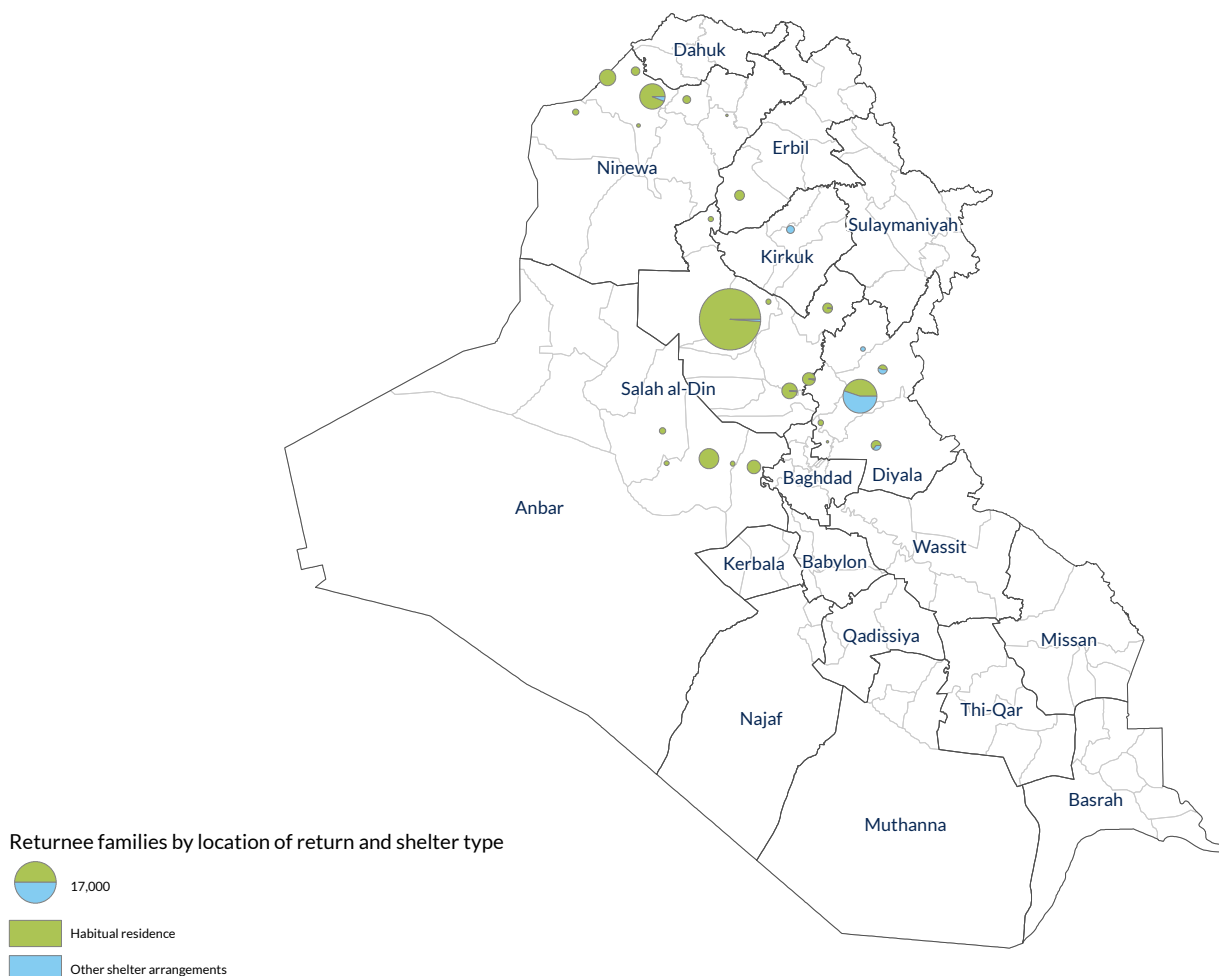 Dahuk
Erbil
Ninewa
Sulaymaniyah
Kirkuk
Salah al-Din
Diyala
Baghdad
Anbar
Wassit
Kerbala
Babylon
Qadissiya
Missan
Thi-Qar
Najaf
Basrah
Muthanna
Returnee families by location of return and shelter type
17,000
Habitual residence
Other shelter arrangements